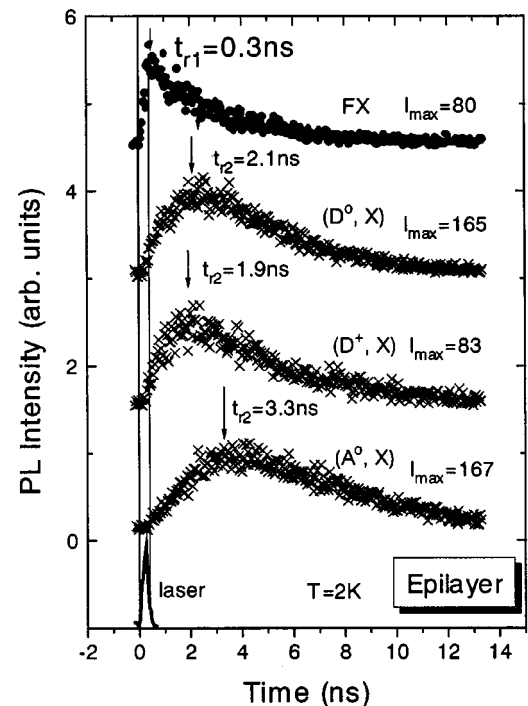 t_r1=0.3ns
6
FX I_max=80
t_r2=2.1ns
4
(D°, X) I_max=165
t_r2=1.9ns
(D⁺, X) I_max=83
2
t_r2=3.3ns
(A°, X) I_max=167
0
laser T=2K Epilayer
-2 0 2 4 6 8 10 12 14
Time (ns)
PL Intensity (arb. units)